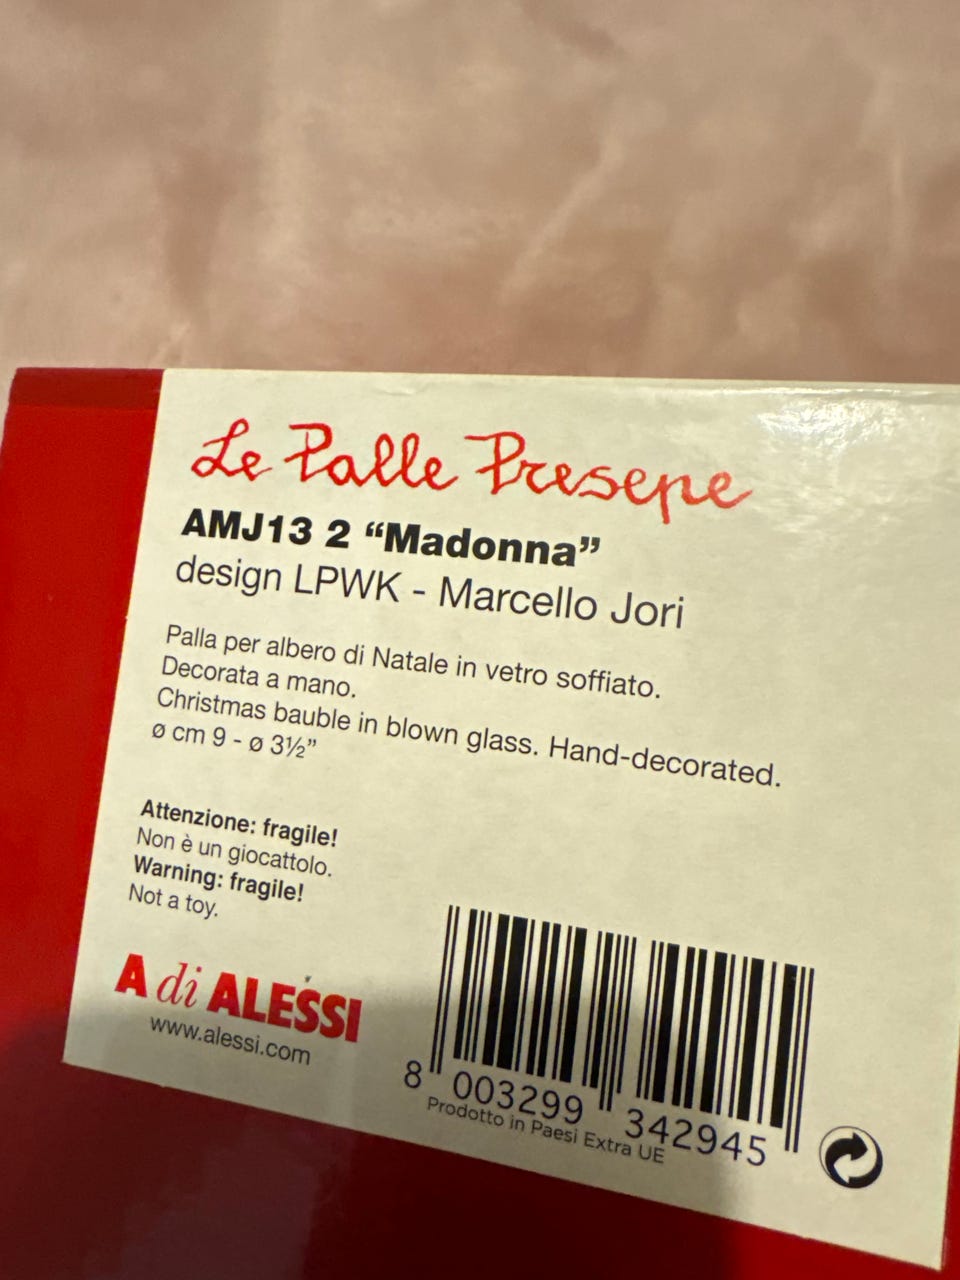 Le Palle Presepe
AMJ13 2 “Madonna”
design LPWK - Marcello Jori
Palla per albero di Natale in vetro soffiato.
Decorata a mano.
Christmas bauble in blown glass. Hand-decorated.
ø cm 9 - ø 3½”
Attenzione: fragile!
Non è un giocattolo.
Warning: fragile!
Not a toy.
A di ALESSI
www.alessi.com
8 003299 342945
Prodotto in Paesi Extra UE